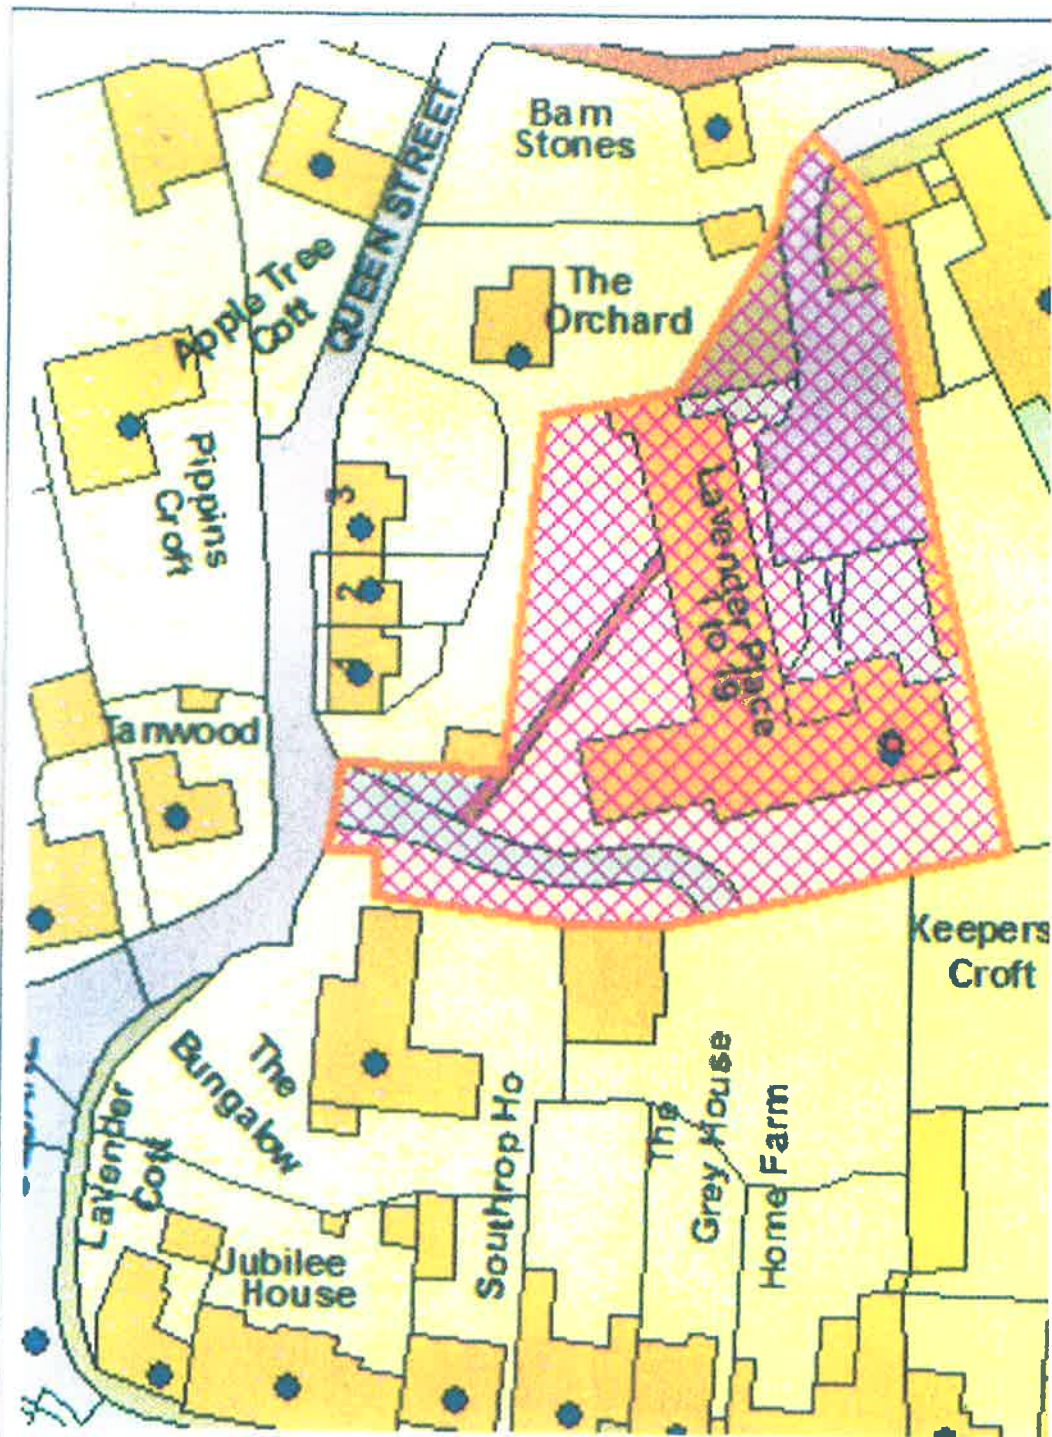 Barn
Stones
QUEEN STREET
Apple Tree
Cott
The
Orchard
Pippins
Croft
3
2
1
Lavender Place
1 to 19
Tanwood
Keepers
Croft
The
Bungalow
Lavender
Cott
Southrop Ho
The
Grey House
Home Farm
Jubilee
House